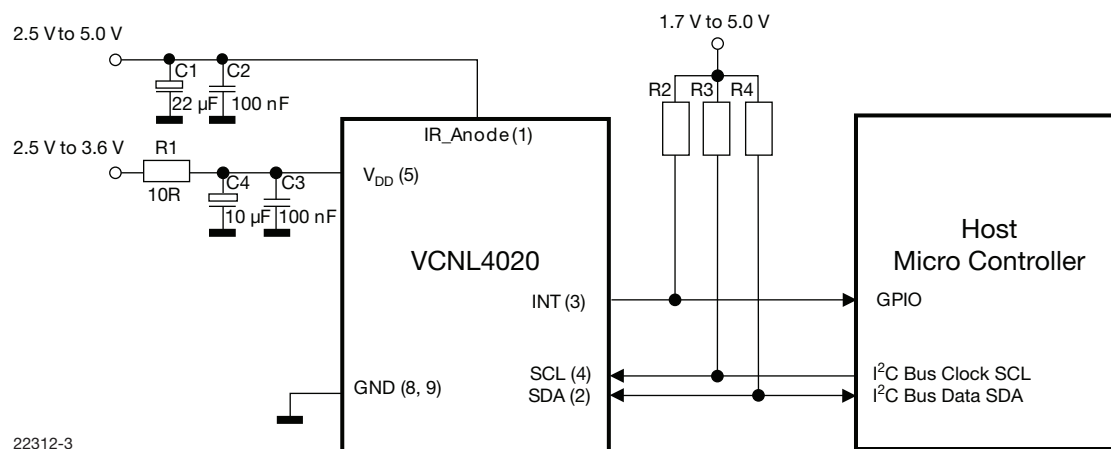 2.5 V to 5.0 V
C1
C2
22 µF
100 nF
2.5 V to 3.6 V
R1
10R
C4
C3
10 µF
100 nF
IR_Anode (1)
VDD (5)
VCNL4020
INT (3)
SCL (4)
SDA (2)
GND (8, 9)
1.7 V to 5.0 V
R2
R3
R4
Host
Micro Controller
GPIO
I²C Bus Clock SCL
I²C Bus Data SDA
22312-3